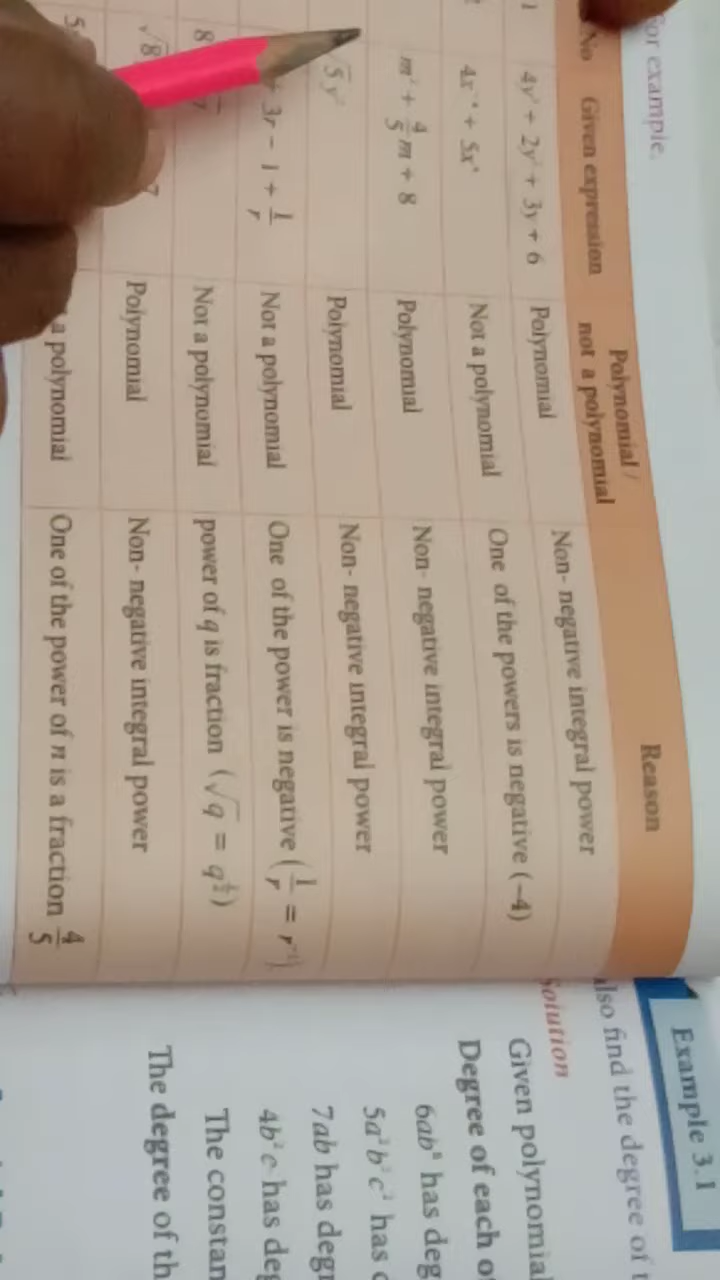 for example,
No Given expression Polynomial / not a polynomial Reason
1 4y³ + 2y² + 3y + 6 Polynomial Non- negative integral power
4x⁻⁴ + 5x⁴ Not a polynomial One of the powers is negative (−4)
m² + 4/5 m + 8 Polynomial Non- negative integral power
√5 y² Polynomial Non- negative integral power
3r − 1 + 1/r Not a polynomial One of the power is negative (1/r = r⁻¹)
8 Not a polynomial power of q is fraction (√q = q^½)
√8 7 Polynomial Non- negative integral power
5 a polynomial One of the power of n is a fraction 4/5
Example 3.1
also find the degree of
Solution
Given polynomial
Degree of each o
6ab⁸ has deg
5a²b³c² has
7ab has degr
4b²c has deg
The constan
The degree of th